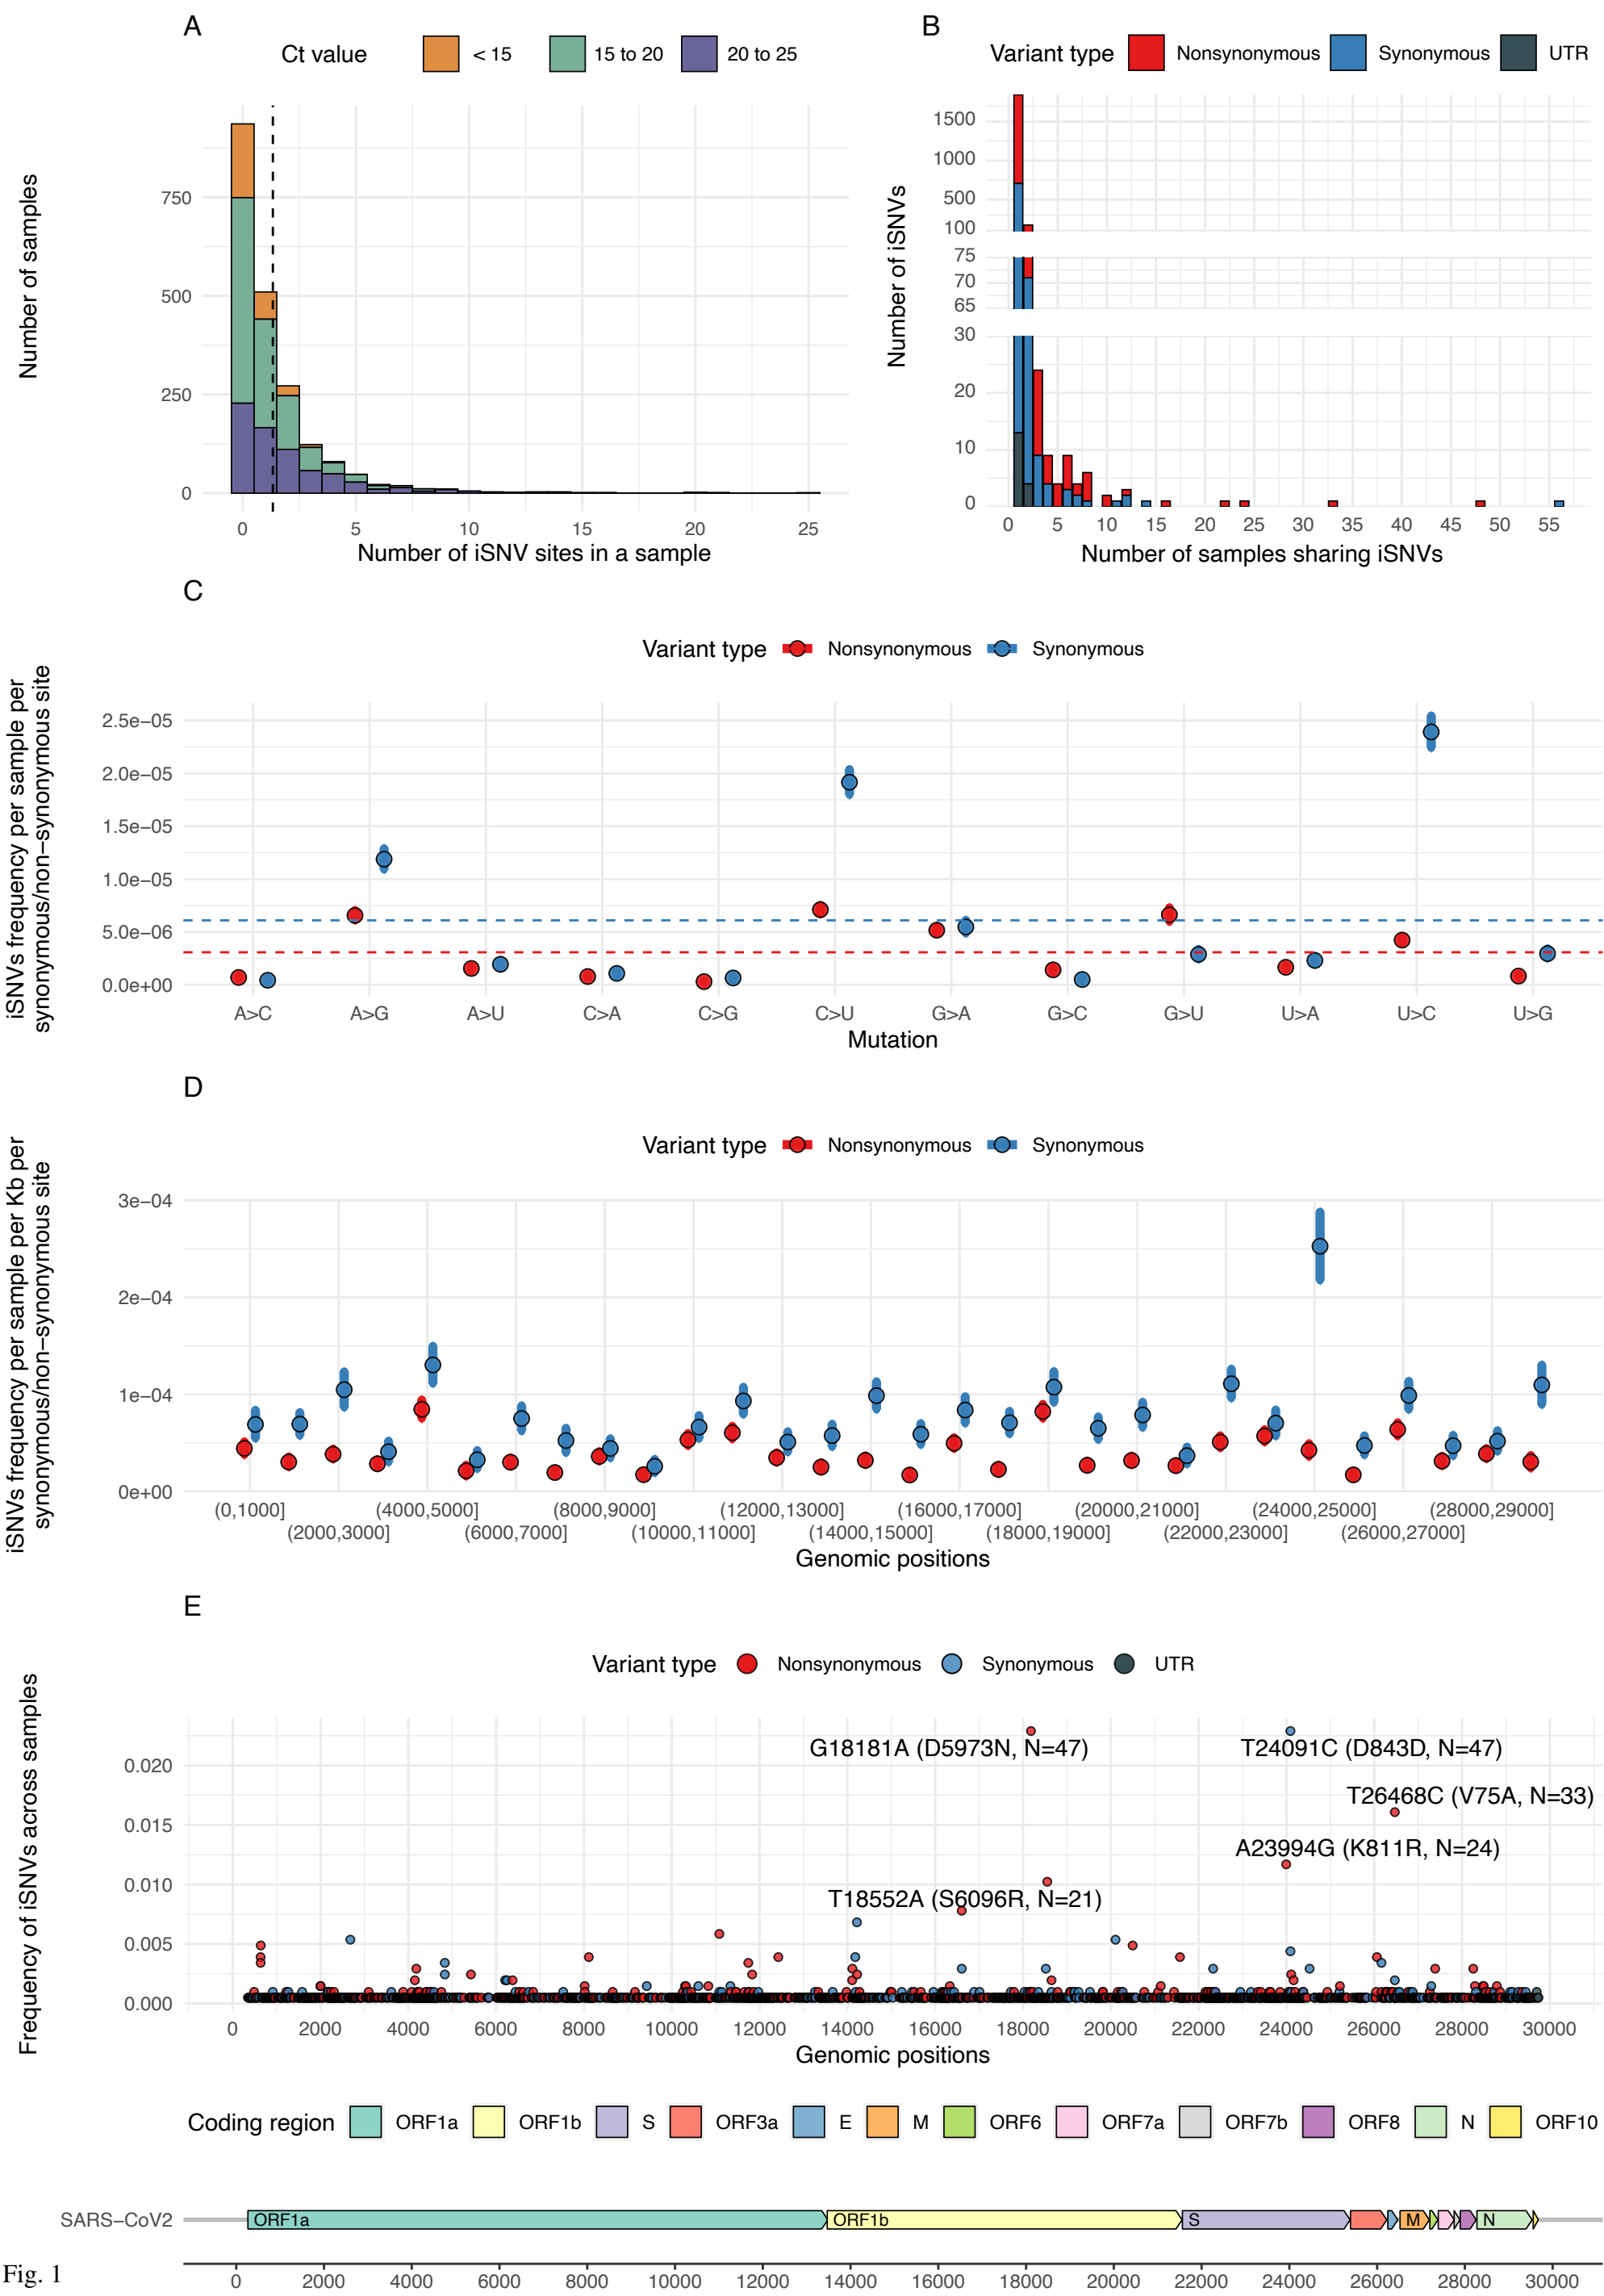 A
Ct value < 15 15 to 20 20 to 25
Number of samples
750
500
250
0
0 5 10 15 20 25
Number of iSNV sites in a sample
B
Variant type Nonsynonymous Synonymous UTR
Number of iSNVs
1500
1000
500
100
75
70
65
30
20
10
0
0 5 10 15 20 25 30 35 40 45 50 55
Number of samples sharing iSNVs
C
Variant type Nonsynonymous Synonymous
iSNVs frequency per sample per
synonymous/non−synonymous site
2.5e−05
2.0e−05
1.5e−05
1.0e−05
5.0e−06
0.0e+00
A>C A>G A>U C>A C>G C>U G>A G>C G>U U>A U>C U>G
Mutation
D
Variant type Nonsynonymous Synonymous
iSNVs frequency per sample per Kb per
synonymous/non−synonymous site
3e−04
2e−04
1e−04
0e+00
(0,1000] (4000,5000] (8000,9000] (12000,13000] (16000,17000] (20000,21000] (24000,25000] (28000,29000]
(2000,3000] (6000,7000] (10000,11000] (14000,15000] (18000,19000] (22000,23000] (26000,27000]
Genomic positions
E
Variant type Nonsynonymous Synonymous UTR
Frequency of iSNVs across samples
0.020
0.015
0.010
0.005
0.000
G18181A (D5973N, N=47)
T24091C (D843D, N=47)
T26468C (V75A, N=33)
A23994G (K811R, N=24)
T18552A (S6096R, N=21)
0 2000 4000 6000 8000 10000 12000 14000 16000 18000 20000 22000 24000 26000 28000 30000
Genomic positions
Coding region ORF1a ORF1b S ORF3a E M ORF6 ORF7a ORF7b ORF8 N ORF10
SARS−CoV2 ORF1a ORF1b S M N
0 2000 4000 6000 8000 10000 12000 14000 16000 18000 20000 22000 24000 26000 28000 30000
Fig. 1